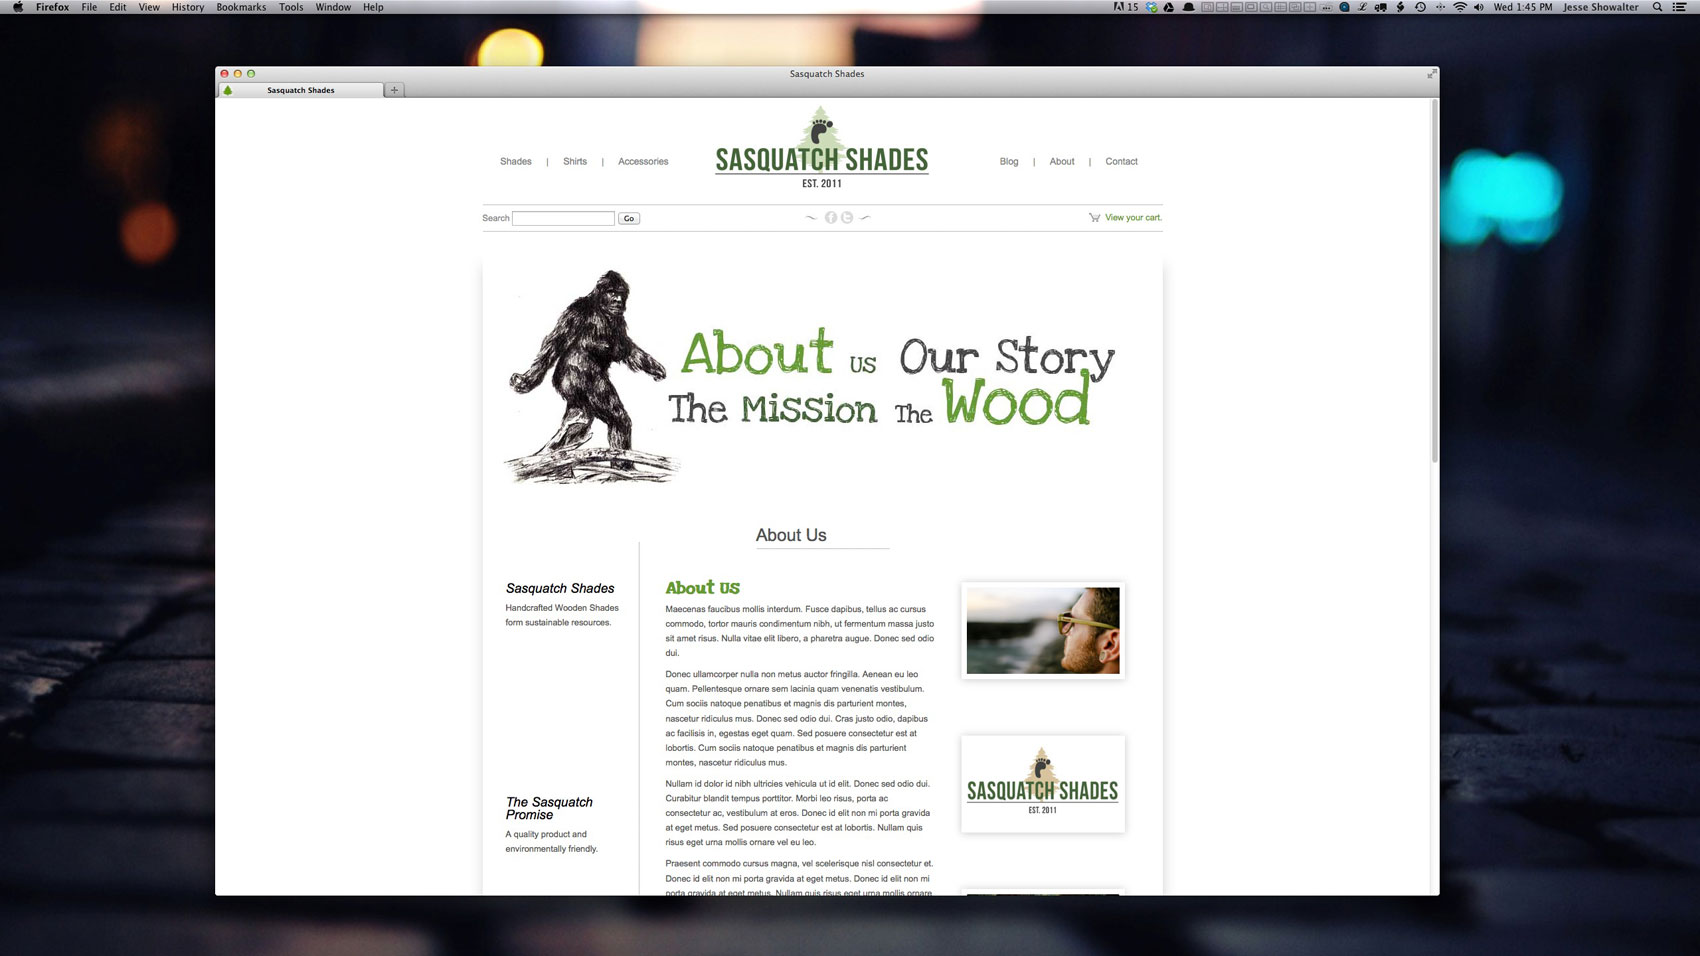 Firefox File Edit View History Bookmarks Tools Window Help
15 Wed 1:45 PM Jesse Showalter
Sasquatch Shades
Sasquatch Shades
Shades | Shirts | Accessories
SASQUATCH SHADES
EST. 2011
Blog | About | Contact
Search Go
View your cart.
About us Our Story
The Mission The Wood
About Us
Sasquatch Shades
Handcrafted Wooden Shades
form sustainable resources.
The Sasquatch
Promise
A quality product and
environmentally friendly.
About us
Maecenas faucibus mollis interdum. Fusce dapibus, tellus ac cursus
commodo, tortor mauris condimentum nibh, ut fermentum massa justo
sit amet risus. Nulla vitae elit libero, a pharetra augue. Donec sed odio
dui.
Donec ullamcorper nulla non metus auctor fringilla. Aenean eu leo
quam. Pellentesque ornare sem lacinia quam venenatis vestibulum.
Cum sociis natoque penatibus et magnis dis parturient montes,
nascetur ridiculus mus. Donec sed odio dui. Cras justo odio, dapibus
ac facilisis in, egestas eget quam. Sed posuere consectetur est at
lobortis. Cum sociis natoque penatibus et magnis dis parturient
montes, nascetur ridiculus mus.
Nullam id dolor id nibh ultricies vehicula ut id elit. Donec sed odio dui.
Curabitur blandit tempus porttitor. Morbi leo risus, porta ac
consectetur ac, vestibulum at eros. Donec id elit non mi porta gravida
at eget metus. Sed posuere consectetur est at lobortis. Nullam quis
risus eget urna mollis ornare vel eu leo.
Praesent commodo cursus magna, vel scelerisque nisl consectetur et.
Donec id elit non mi porta gravida at eget metus. Donec id elit non mi
porta gravida at eget metus. Nullam quis risus eget urna mollis ornare
SASQUATCH SHADES
EST. 2011